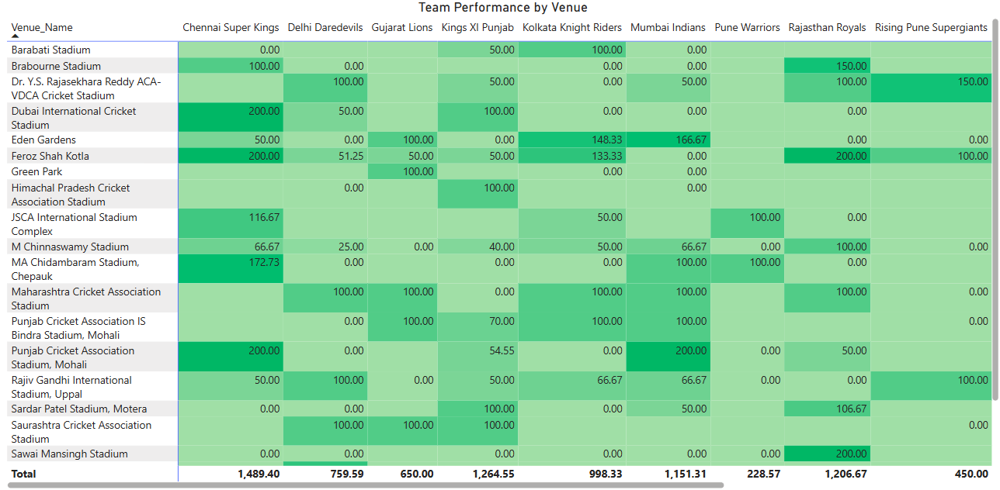 Team Performance by Venue
Venue_Name Chennai Super Kings Delhi Daredevils Gujarat Lions Kings XI Punjab Kolkata Knight Riders Mumbai Indians Pune Warriors Rajasthan Royals Rising Pune Supergiants
Barabati Stadium 0.00 50.00 100.00 0.00
Brabourne Stadium 100.00 0.00 0.00 0.00 150.00
Dr. Y.S. Rajasekhara Reddy ACA-
VDCA Cricket Stadium 100.00 50.00 0.00 50.00 100.00 150.00
Dubai International Cricket
Stadium 200.00 50.00 100.00 0.00 0.00 0.00
Eden Gardens 50.00 0.00 100.00 0.00 148.33 166.67 0.00 0.00
Feroz Shah Kotla 200.00 51.25 50.00 50.00 133.33 0.00 200.00 100.00
Green Park 100.00 0.00 0.00
Himachal Pradesh Cricket
Association Stadium 0.00 100.00 0.00
JSCA International Stadium
Complex 116.67 50.00 100.00 0.00
M Chinnaswamy Stadium 66.67 25.00 0.00 40.00 50.00 66.67 0.00 100.00 0.00
MA Chidambaram Stadium,
Chepauk 172.73 0.00 0.00 0.00 100.00 100.00 0.00
Maharashtra Cricket Association
Stadium 100.00 100.00 0.00 100.00 100.00 100.00 0.00
Punjab Cricket Association IS
Bindra Stadium, Mohali 0.00 100.00 70.00 100.00 100.00 0.00
Punjab Cricket Association
Stadium, Mohali 200.00 0.00 54.55 0.00 200.00 0.00 50.00
Rajiv Gandhi International
Stadium, Uppal 50.00 100.00 0.00 50.00 66.67 66.67 0.00 0.00 100.00
Sardar Patel Stadium, Motera 0.00 0.00 100.00 0.00 50.00 106.67
Saurashtra Cricket Association
Stadium 100.00 100.00 100.00 0.00
Sawai Mansingh Stadium 0.00 0.00 0.00 0.00 0.00 0.00 200.00
Total 1,489.40 759.59 650.00 1,264.55 998.33 1,151.31 228.57 1,206.67 450.00